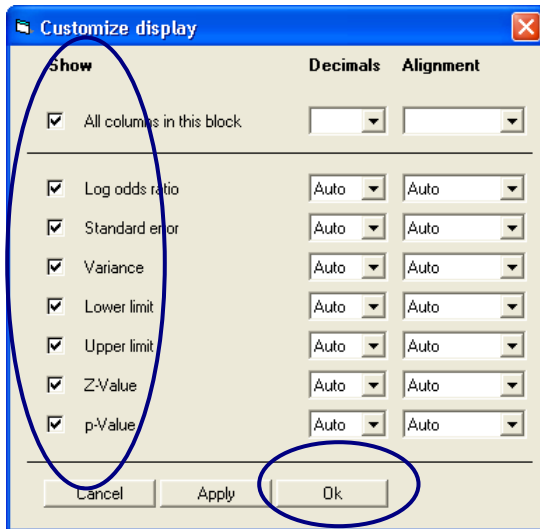 Customize display
Show Decimals Alignment
All columns in this block
Log odds ratio Auto Auto
Standard error Auto Auto
Variance Auto Auto
Lower limit Auto Auto
Upper limit Auto Auto
Z-Value Auto Auto
p-Value Auto Auto
Cancel Apply Ok